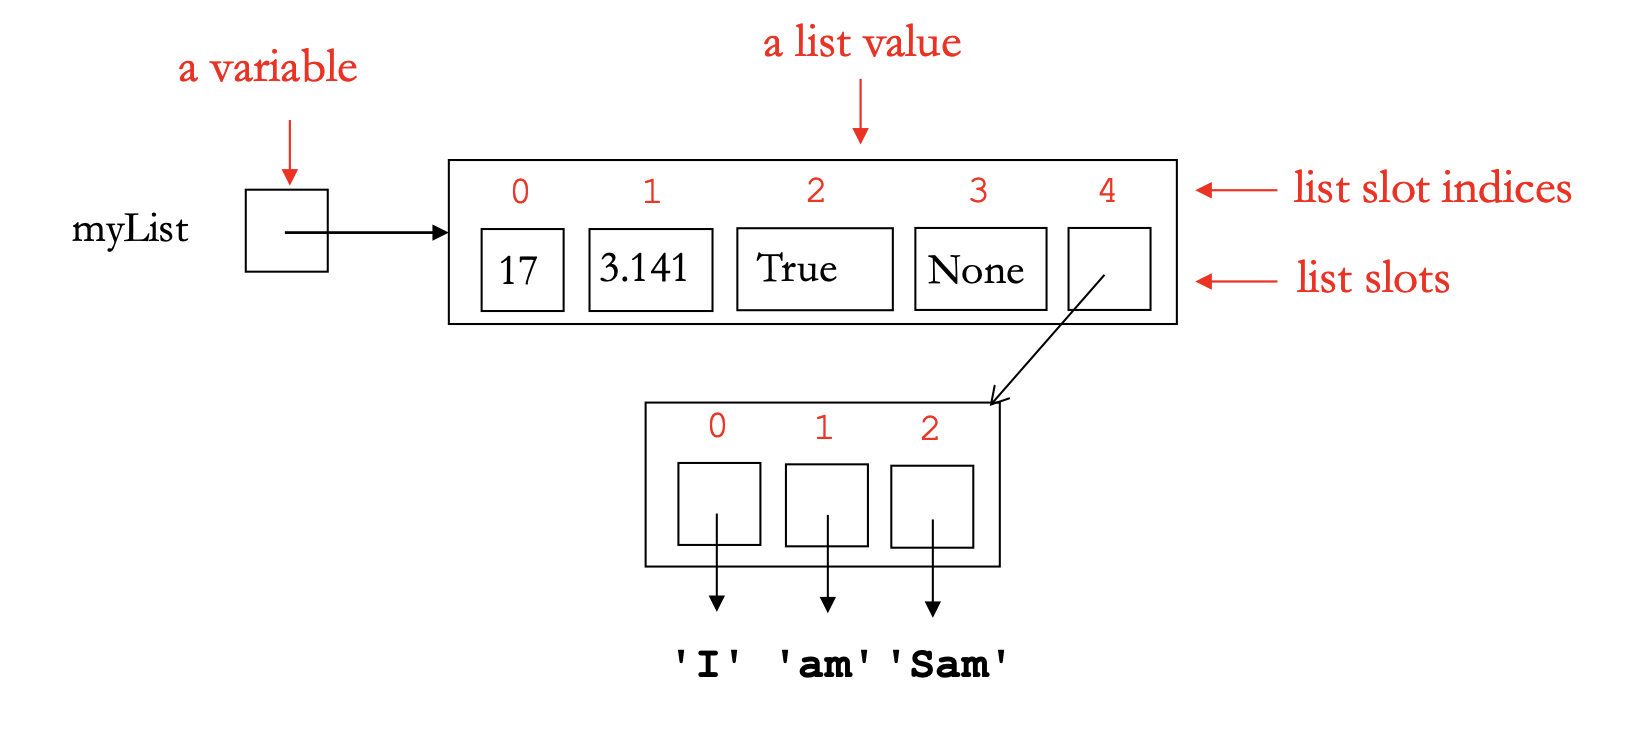 a variable
a list value
0 1 2 3 4
list slot indices
myList
17 3.141 True None
list slots
0 1 2
'I' 'am' 'Sam'